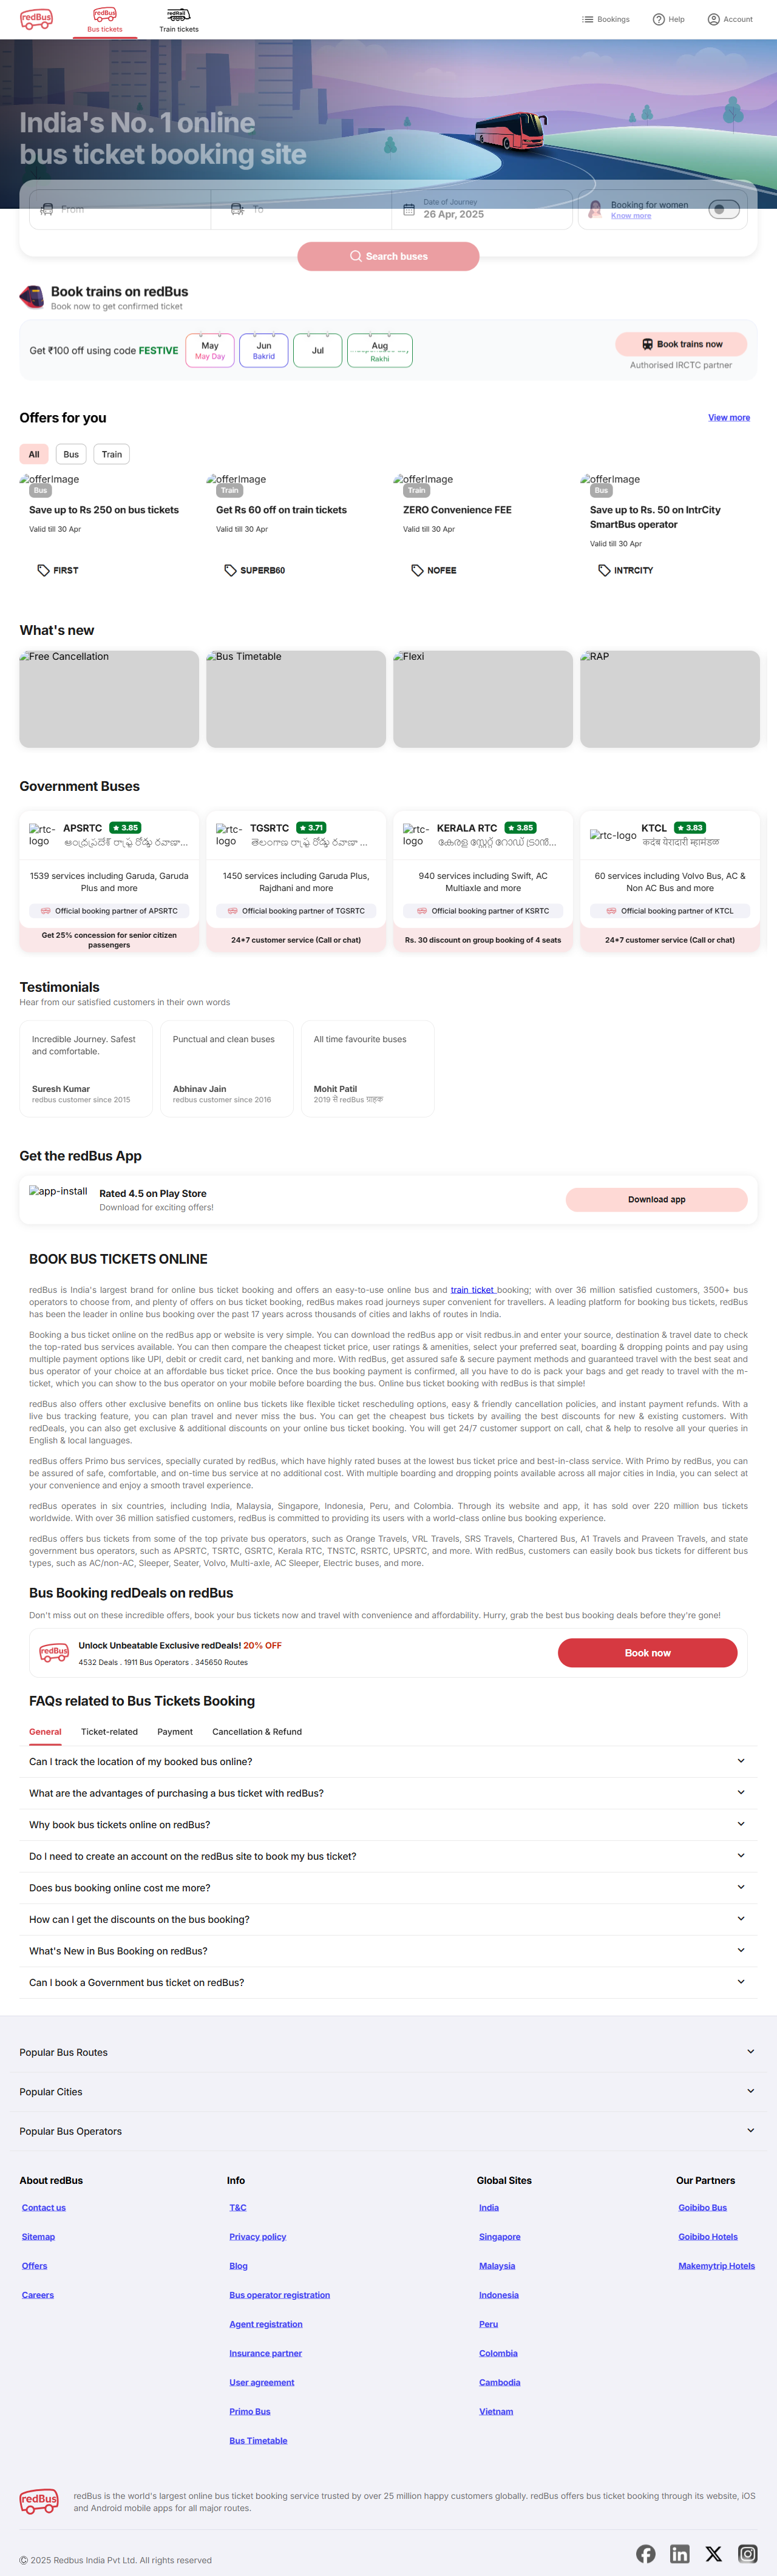 redBus
redBus
Bus tickets
redRail
Train tickets
Bookings
Help
Account
India's No. 1 online
bus ticket booking site
From
To
Date of Journey
26 Apr, 2025
Booking for women
Know more
Search buses
Book trains on redBus
Book now to get confirmed ticket
Get ₹100 off using code FESTIVE
May
May Day
Jun
Bakrid
Jul
Aug
Rakhi
Book trains now
Authorised IRCTC partner
Offers for you
View more
All
Bus
Train
offerImage
Bus
Save up to Rs 250 on bus tickets
Valid till 30 Apr
FIRST
offerImage
Train
Get Rs 60 off on train tickets
Valid till 30 Apr
SUPERB60
offerImage
Train
ZERO Convenience FEE
Valid till 30 Apr
NOFEE
offerImage
Bus
Save up to Rs. 50 on IntrCity
SmartBus operator
Valid till 30 Apr
INTRCITY
What's new
Free Cancellation
Bus Timetable
Flexi
RAP
Government Buses
rtc-
logo
APSRTC
3.85
1539 services including Garuda, Garuda
Plus and more
Official booking partner of APSRTC
Get 25% concession for senior citizen
passengers
rtc-
logo
TGSRTC
3.71
1450 services including Garuda Plus,
Rajdhani and more
Official booking partner of TGSRTC
24*7 customer service (Call or chat)
rtc-
logo
KERALA RTC
3.85
940 services including Swift, AC
Multiaxle and more
Official booking partner of KSRTC
Rs. 30 discount on group booking of 4 seats
rtc-logo
KTCL
3.83
60 services including Volvo Bus, AC &
Non AC Bus and more
Official booking partner of KTCL
24*7 customer service (Call or chat)
Testimonials
Hear from our satisfied customers in their own words
Incredible Journey. Safest
and comfortable.
Suresh Kumar
redbus customer since 2015
Punctual and clean buses
Abhinav Jain
redbus customer since 2016
All time favourite buses
Mohit Patil
2019 से redBus ग्राहक
Get the redBus App
app-install
Rated 4.5 on Play Store
Download for exciting offers!
Download app
BOOK BUS TICKETS ONLINE
redBus is India's largest brand for online bus ticket booking and offers an easy-to-use online bus and train ticket booking; with over 36 million satisfied customers, 3500+ bus
operators to choose from, and plenty of offers on bus ticket booking, redBus makes road journeys super convenient for travellers. A leading platform for booking bus tickets, redBus
has been the leader in online bus booking over the past 17 years across thousands of cities and lakhs of routes in India.
Booking a bus ticket online on the redBus app or website is very simple. You can download the redBus app or visit redbus.in and enter your source, destination & travel date to check
the top-rated bus services available. You can then compare the cheapest ticket price, user ratings & amenities, select your preferred seat, boarding & dropping points and pay using
multiple payment options like UPI, debit or credit card, net banking and more. With redBus, get assured safe & secure payment methods and guaranteed travel with the best seat and
bus operator of your choice at an affordable bus ticket price. Once the bus booking payment is confirmed, all you have to do is pack your bags and get ready to travel with the m-
ticket, which you can show to the bus operator on your mobile before boarding the bus. Online bus ticket booking with redBus is that simple!
redBus also offers other exclusive benefits on online bus tickets like flexible ticket rescheduling options, easy & friendly cancellation policies, and instant payment refunds. With a
live bus tracking feature, you can plan travel and never miss the bus. You can get the cheapest bus tickets by availing the best discounts for new & existing customers. With
redDeals, you can also get exclusive & additional discounts on your online bus ticket booking. You will get 24/7 customer support on call, chat & help to resolve all your queries in
English & local languages.
redBus offers Primo bus services, specially curated by redBus, which have highly rated buses at the lowest bus ticket price and best-in-class service. With Primo by redBus, you can
be assured of safe, comfortable, and on-time bus service at no additional cost. With multiple boarding and dropping points available across all major cities in India, you can select at
your convenience and enjoy a smooth travel experience.
redBus operates in six countries, including India, Malaysia, Singapore, Indonesia, Peru, and Colombia. Through its website and app, it has sold over 220 million bus tickets
worldwide. With over 36 million satisfied customers, redBus is committed to providing its users with a world-class online bus booking experience.
redBus offers bus tickets from some of the top private bus operators, such as Orange Travels, VRL Travels, SRS Travels, Chartered Bus, A1 Travels and Praveen Travels, and state
government bus operators, such as APSRTC, TSRTC, GSRTC, Kerala RTC, TNSTC, RSRTC, UPSRTC, and more. With redBus, customers can easily book bus tickets for different bus
types, such as AC/non-AC, Sleeper, Seater, Volvo, Multi-axle, AC Sleeper, Electric buses, and more.
Bus Booking redDeals on redBus
Don't miss out on these incredible offers, book your bus tickets now and travel with convenience and affordability. Hurry, grab the best bus booking deals before they're gone!
redBus
Unlock Unbeatable Exclusive redDeals! 20% OFF
4532 Deals . 1911 Bus Operators . 345650 Routes
Book now
FAQs related to Bus Tickets Booking
General
Ticket-related
Payment
Cancellation & Refund
Can I track the location of my booked bus online?
What are the advantages of purchasing a bus ticket with redBus?
Why book bus tickets online on redBus?
Do I need to create an account on the redBus site to book my bus ticket?
Does bus booking online cost me more?
How can I get the discounts on the bus booking?
What's New in Bus Booking on redBus?
Can I book a Government bus ticket on redBus?
Popular Bus Routes
Popular Cities
Popular Bus Operators
About redBus
Contact us
Sitemap
Offers
Careers
Info
T&C
Privacy policy
Blog
Bus operator registration
Agent registration
Insurance partner
User agreement
Primo Bus
Bus Timetable
Global Sites
India
Singapore
Malaysia
Indonesia
Peru
Colombia
Cambodia
Vietnam
Our Partners
Goibibo Bus
Goibibo Hotels
Makemytrip Hotels
redBus
redBus is the world's largest online bus ticket booking service trusted by over 25 million happy customers globally. redBus offers bus ticket booking through its website, iOS
and Android mobile apps for all major routes.
© 2025 Redbus India Pvt Ltd. All rights reserved